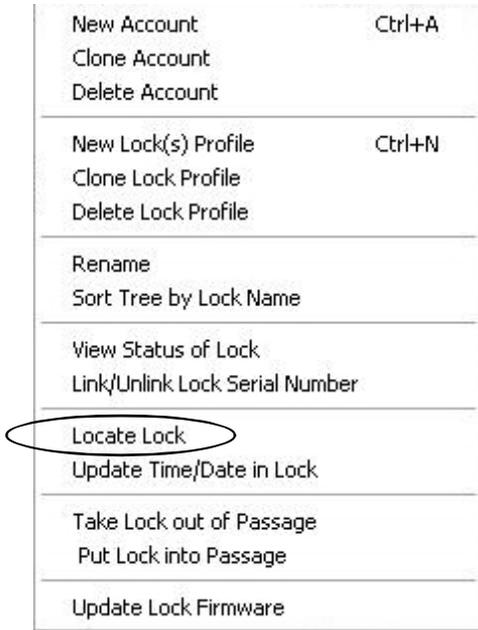 New Account Ctrl+A
Clone Account
Delete Account
New Lock(s) Profile Ctrl+N
Clone Lock Profile
Delete Lock Profile
Rename
Sort Tree by Lock Name
View Status of Lock
Link/Unlink Lock Serial Number
Locate Lock
Update Time/Date in Lock
Take Lock out of Passage
Put Lock into Passage
Update Lock Firmware